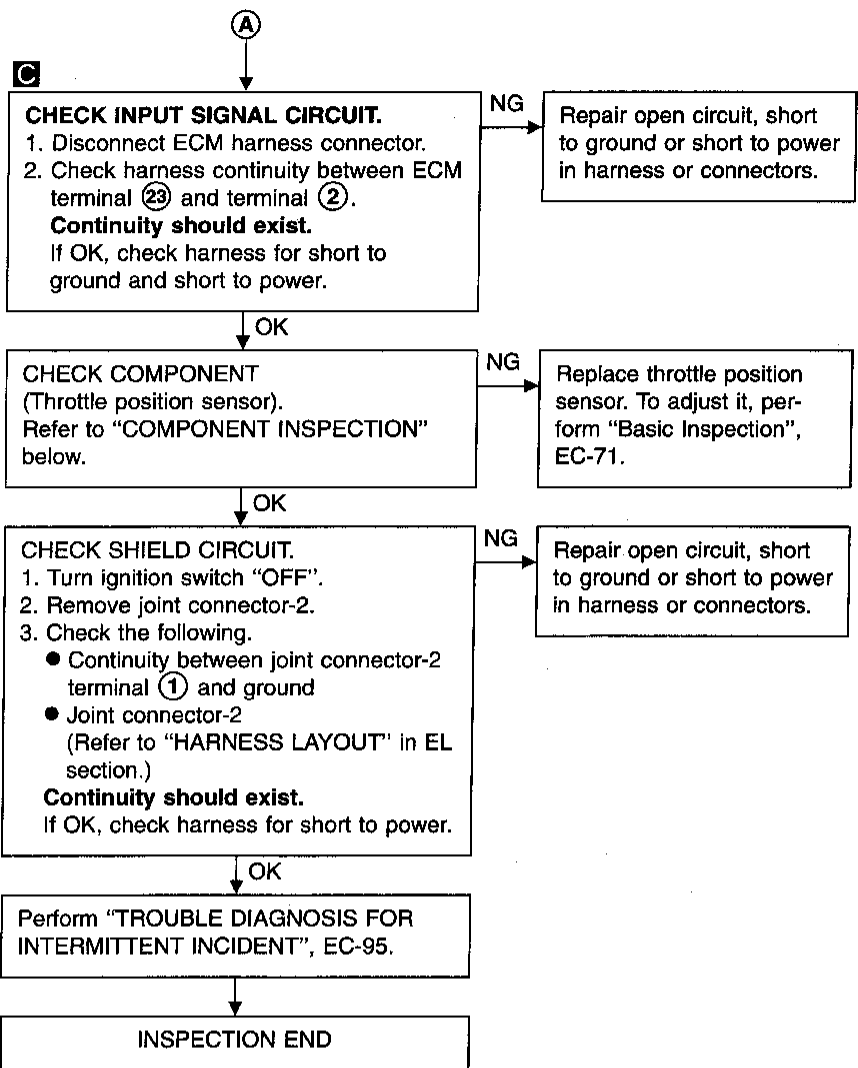 A
C
CHECK INPUT SIGNAL CIRCUIT.
1. Disconnect ECM harness connector.
2. Check harness continuity between ECM
terminal 23 and terminal 2.
Continuity should exist.
If OK, check harness for short to
ground and short to power.
NG
Repair open circuit, short
to ground or short to power
in harness or connectors.
OK
CHECK COMPONENT
(Throttle position sensor).
Refer to “COMPONENT INSPECTION”
below.
NG
Replace throttle position
sensor. To adjust it, per-
form “Basic Inspection”,
EC-71.
OK
CHECK SHIELD CIRCUIT.
1. Turn ignition switch “OFF”.
2. Remove joint connector-2.
3. Check the following.
● Continuity between joint connector-2
terminal 1 and ground
● Joint connector-2
(Refer to “HARNESS LAYOUT” in EL
section.)
Continuity should exist.
If OK, check harness for short to power.
NG
Repair open circuit, short
to ground or short to power
in harness or connectors.
OK
Perform “TROUBLE DIAGNOSIS FOR
INTERMITTENT INCIDENT”, EC-95.
INSPECTION END